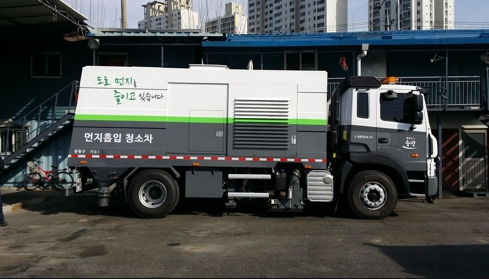 도로 먼지를
줄이고 있습니다
먼지흡입 청소차